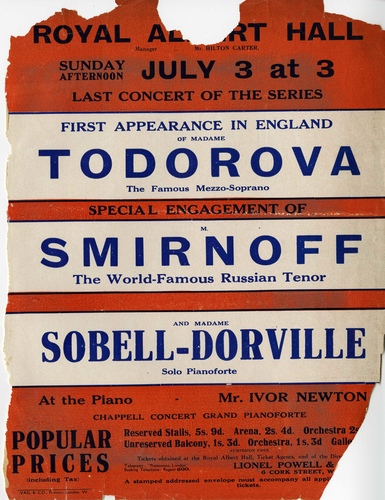 ROYAL ALBERT HALL
Manager Mr. HILTON CARTER.
SUNDAY
AFTERNOON JULY 3 at 3
LAST CONCERT OF THE SERIES
FIRST APPEARANCE IN ENGLAND
OF MADAME
TODOROVA
The Famous Mezzo-Soprano
SPECIAL ENGAGEMENT OF
M.
SMIRNOFF
The World-Famous Russian Tenor
AND MADAME
SOBELL-DORVILLE
Solo Pianoforte
At the Piano - Mr. IVOR NEWTON
CHAPPELL CONCERT GRAND PIANOFORTE
POPULAR
PRICES
(including Tax)
Reserved Stalls, 5s. 9d. Arena, 2s. 4d. Orchestra 2s
Unreserved Balcony, 1s. 3d. Orchestra, 1s. 3d Galle
Tickets obtained at the Royal Albert Hall, Ticket Agents, and of the Dire
LIONEL POWELL &
6 CORK STREET, W
A stamped addressed envelope must accompany all app
tickets.